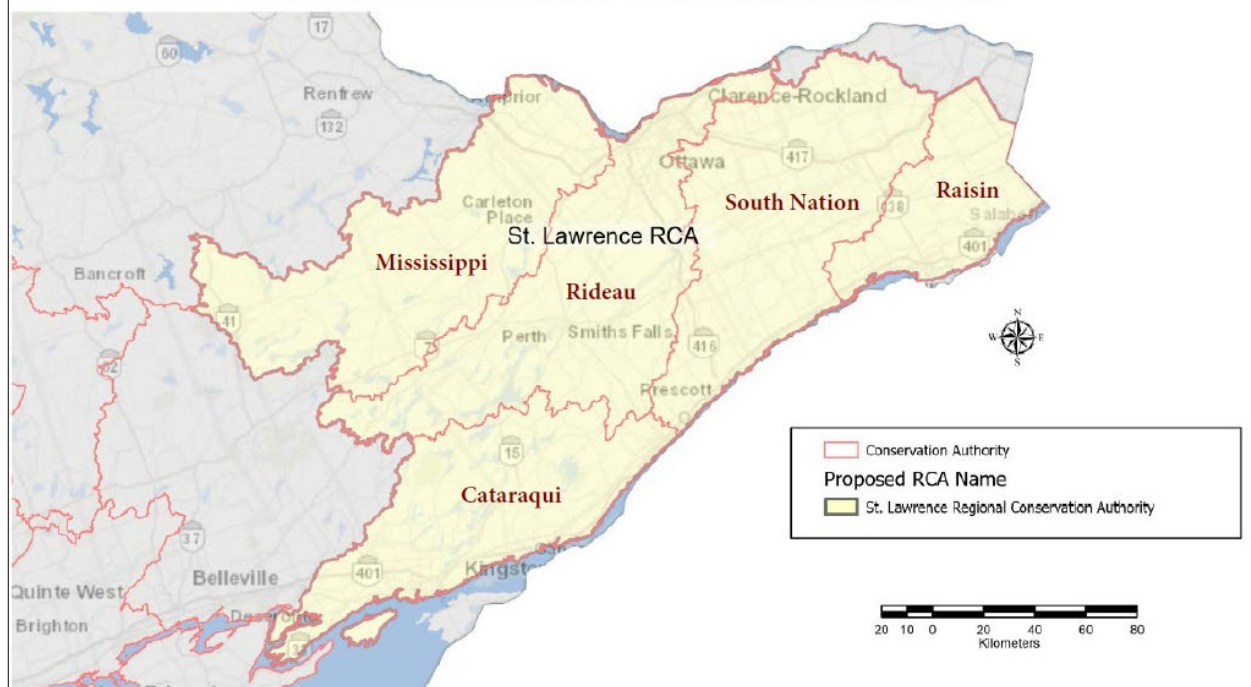 17
60
Renfrew
132
Clarence-Rockland
Ottawa
417
Carleton
Place
South Nation
Raisin
St. Lawrence RCA
401
Bancroft
Mississippi
Rideau
41
7
Perth
Smiths Falls
416
Prescott
N
W
E
S
15
Cataraqui
Conservation Authority
Proposed RCA Name
St. Lawrence Regional Conservation Authority
37
401
Belleville
Quinte West
Brighton
20 10 0 20 40 60 80
Kilometers